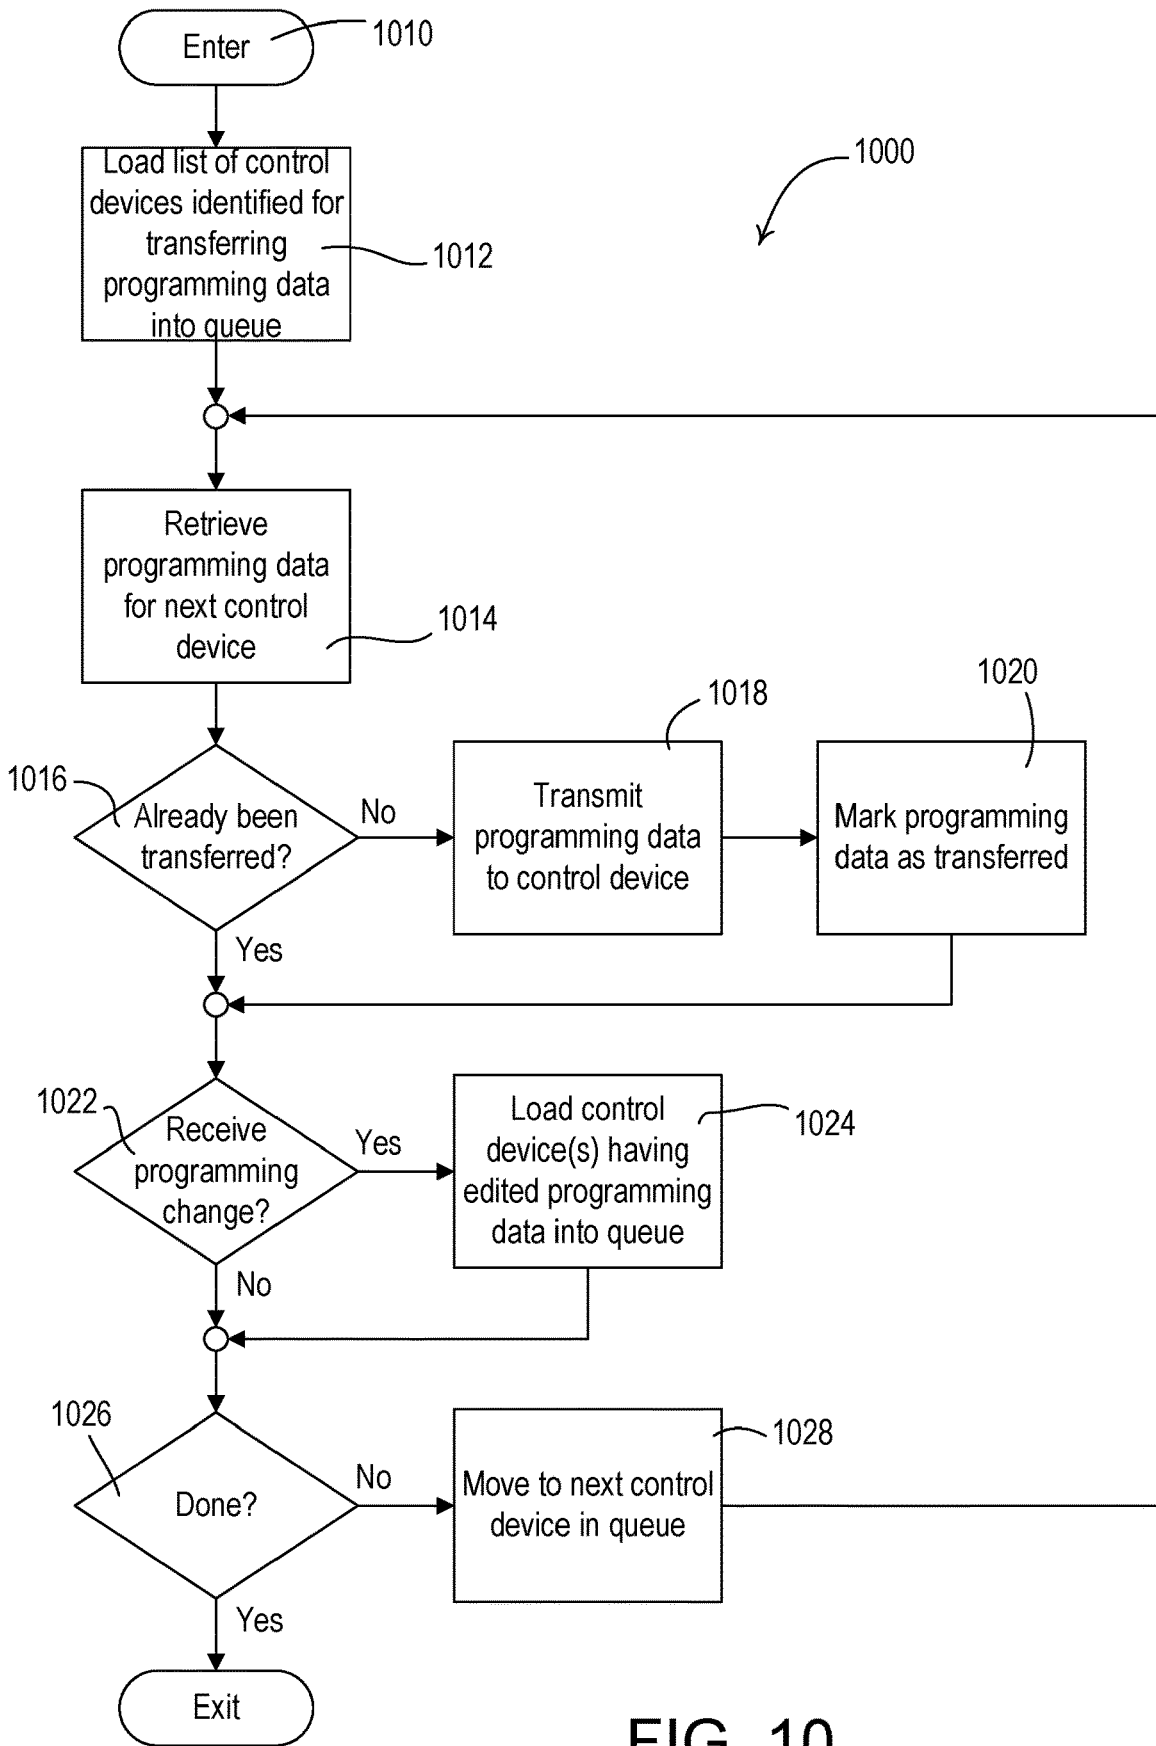 Enter
1010
1000
Load list of control
devices identified for
transferring
programming data
into queue
1012
Retrieve
programming data
for next control
device
1014
1016
Already been
transferred?
No
Yes
1018
Transmit
programming data
to control device
1020
Mark programming
data as transferred
1022
Receive
programming
change?
Yes
No
1024
Load control
device(s) having
edited programming
data into queue
1026
Done?
No
Yes
1028
Move to next control
device in queue
Exit
FIG. 10